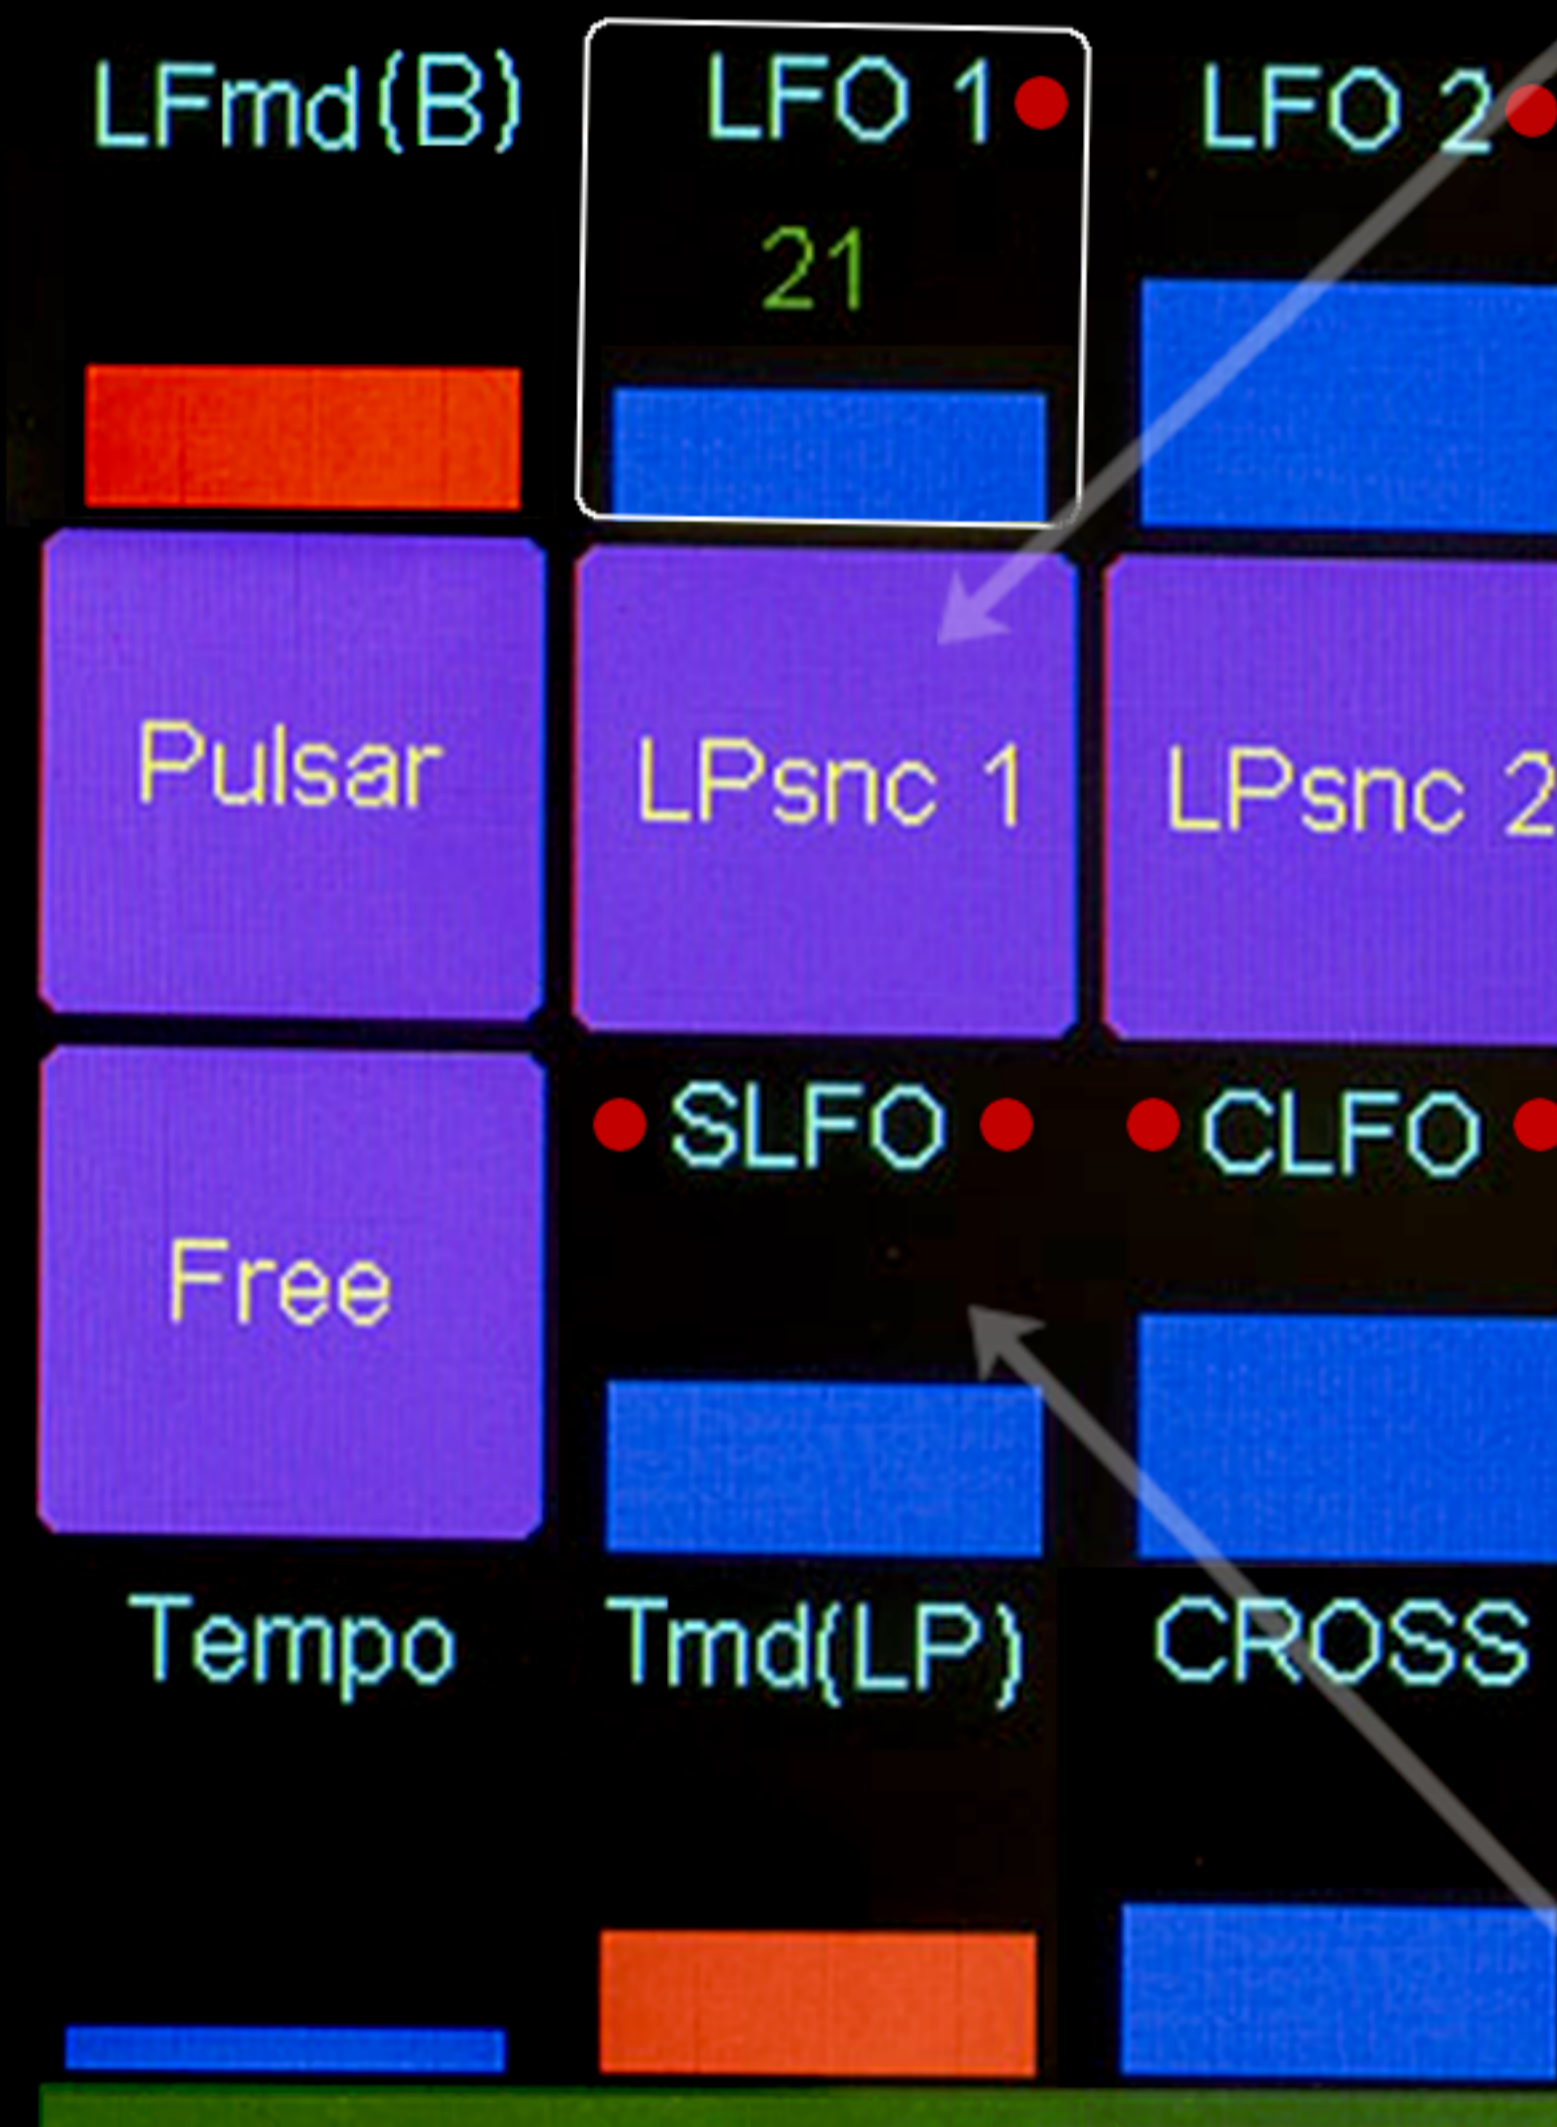 LFmd(B)
LFO 1
LFO 2
21
Pulsar
LPsnc 1
LPsnc 2
Free
SLFO
CLFO
Tempo
Tmd(LP)
CROSS